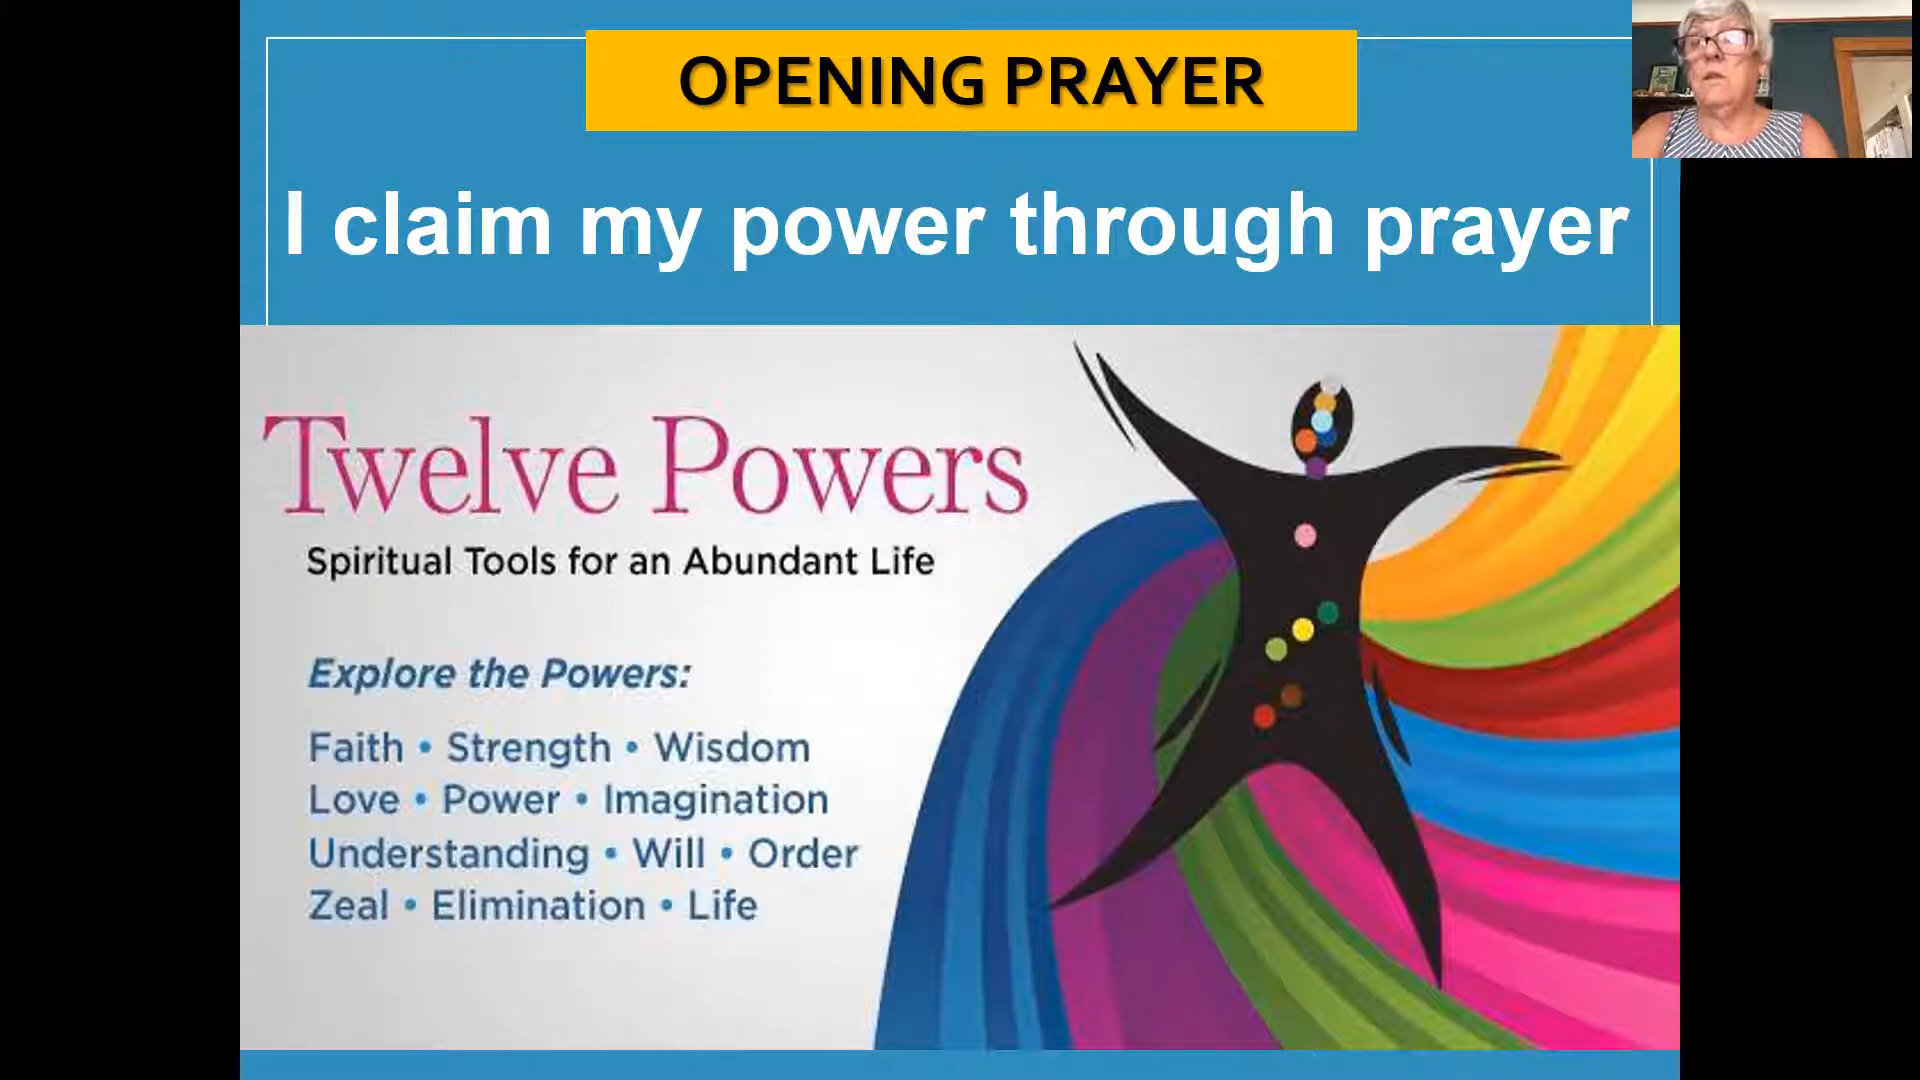 OPENING PRAYER
I claim my power through prayer
Twelve Powers
Spiritual Tools for an Abundant Life
Explore the Powers:
Faith • Strength • Wisdom
Love • Power • Imagination
Understanding • Will • Order
Zeal • Elimination • Life